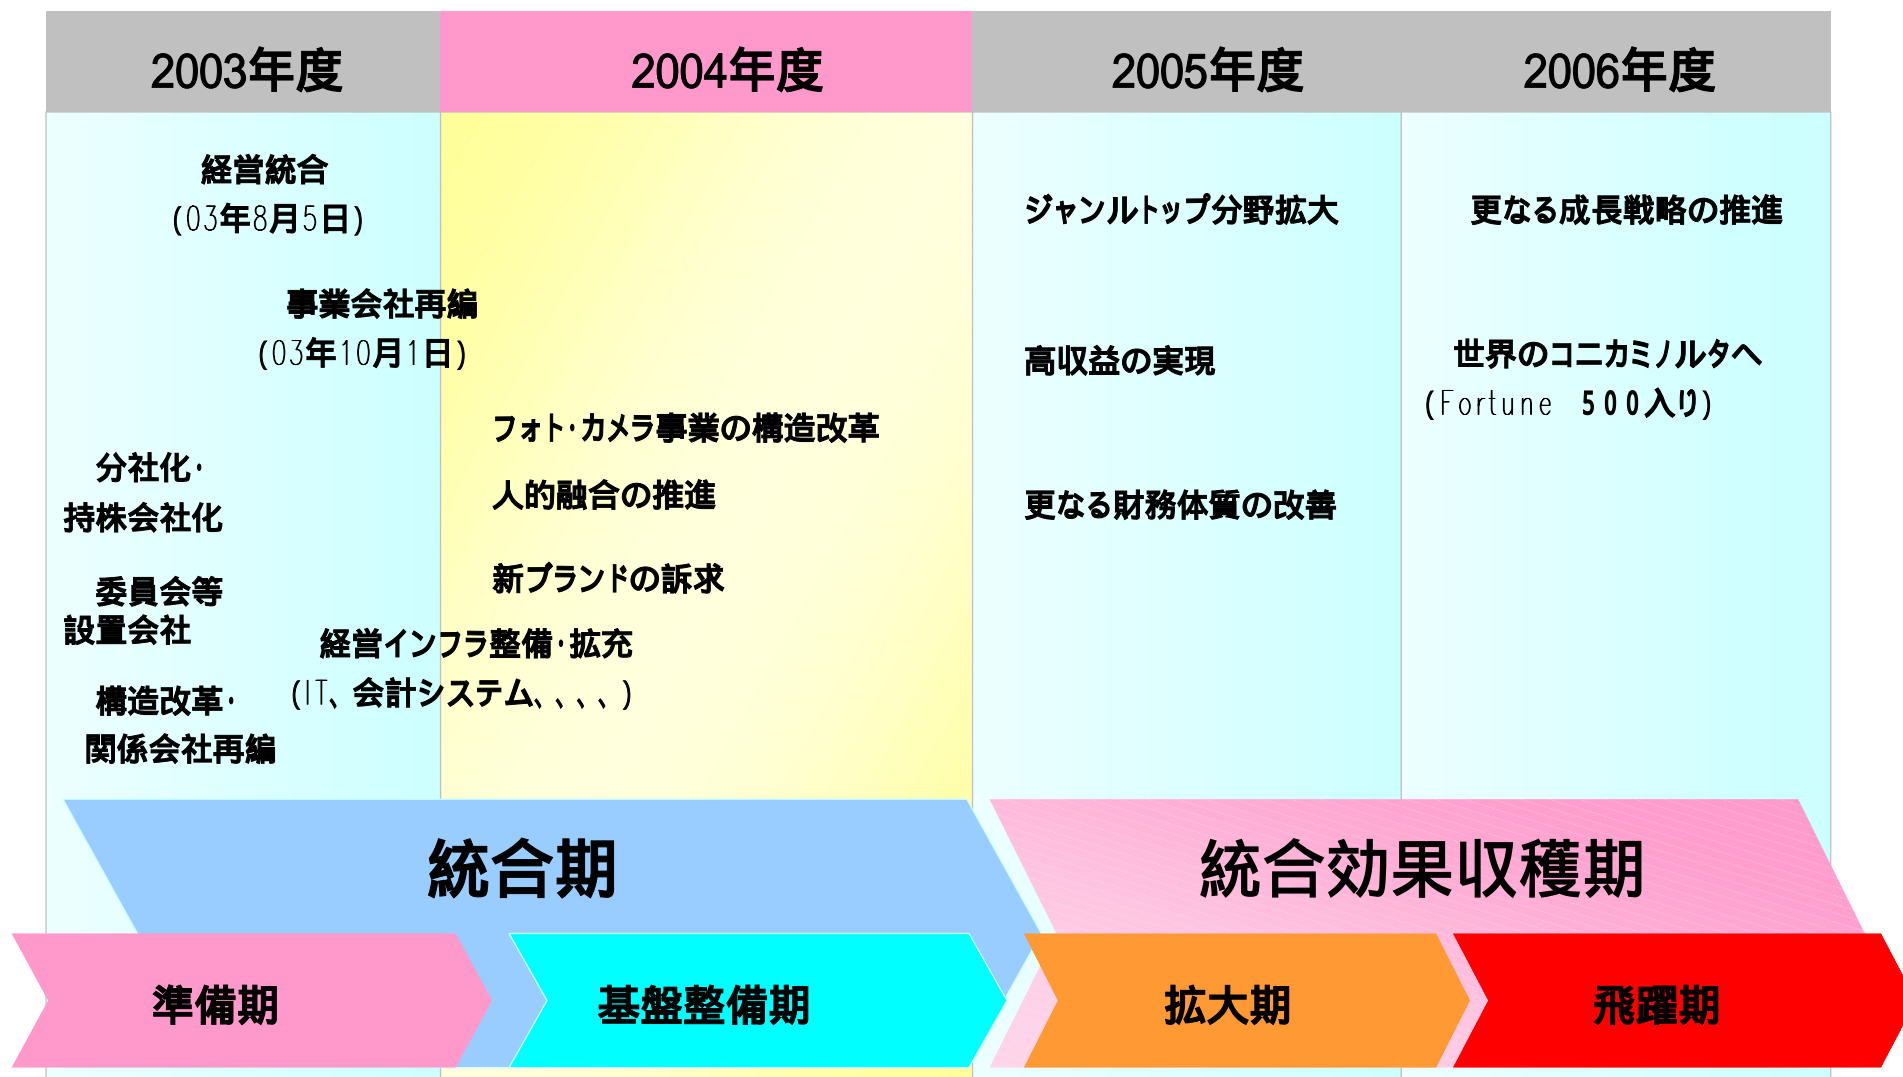 2003年度
2004年度
2005年度
2006年度
経営統合
(03年8月5日)
事業会社再編
(03年10月1日)
分社化・
持株会社化
委員会等
設置会社
構造改革・
関係会社再編
フォト・カメラ事業の構造改革
人的融合の推進
新ブランドの訴求
経営インフラ整備・拡充
(IT、会計システム、、、、)
ジャンルトップ分野拡大
高収益の実現
更なる財務体質の改善
更なる成長戦略の推進
世界のコニカミノルタへ
(Fortune 500入り)
統合期
統合効果収穫期
準備期
基盤整備期
拡大期
飛躍期